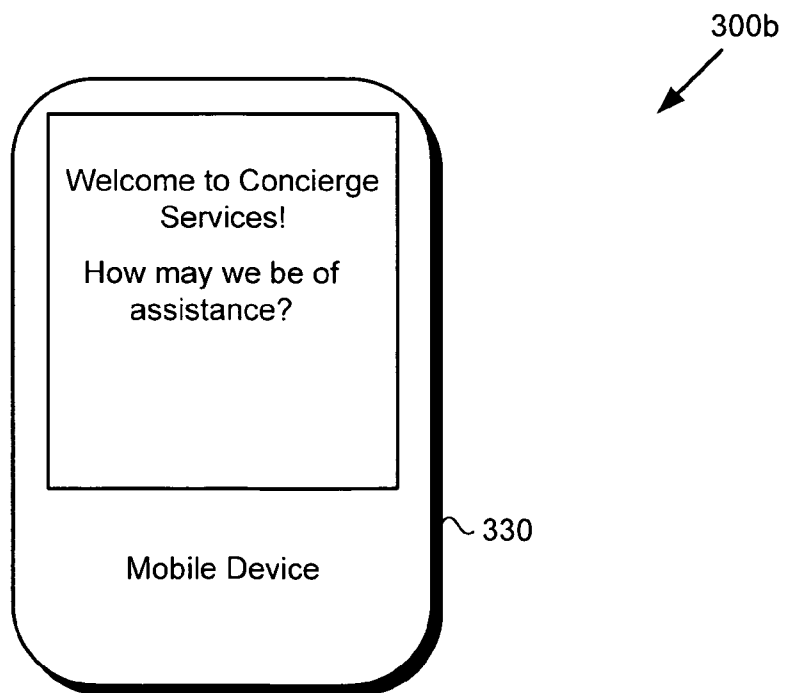 300b
Welcome to Concierge
Services!
How may we be of
assistance?
330
Mobile Device